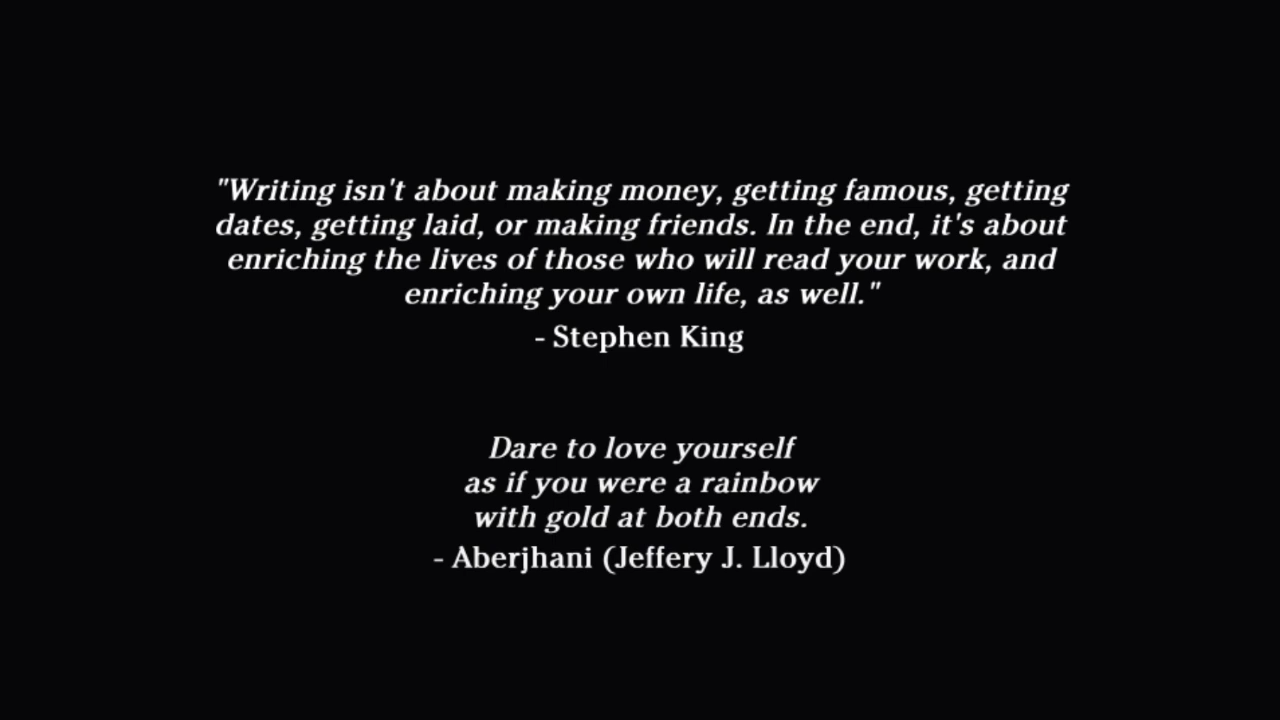 "Writing isn't about making money, getting famous, getting
dates, getting laid, or making friends. In the end, it's about
enriching the lives of those who will read your work, and
enriching your own life, as well."
- Stephen King
Dare to love yourself
as if you were a rainbow
with gold at both ends.
- Aberjhani (Jeffery J. Lloyd)